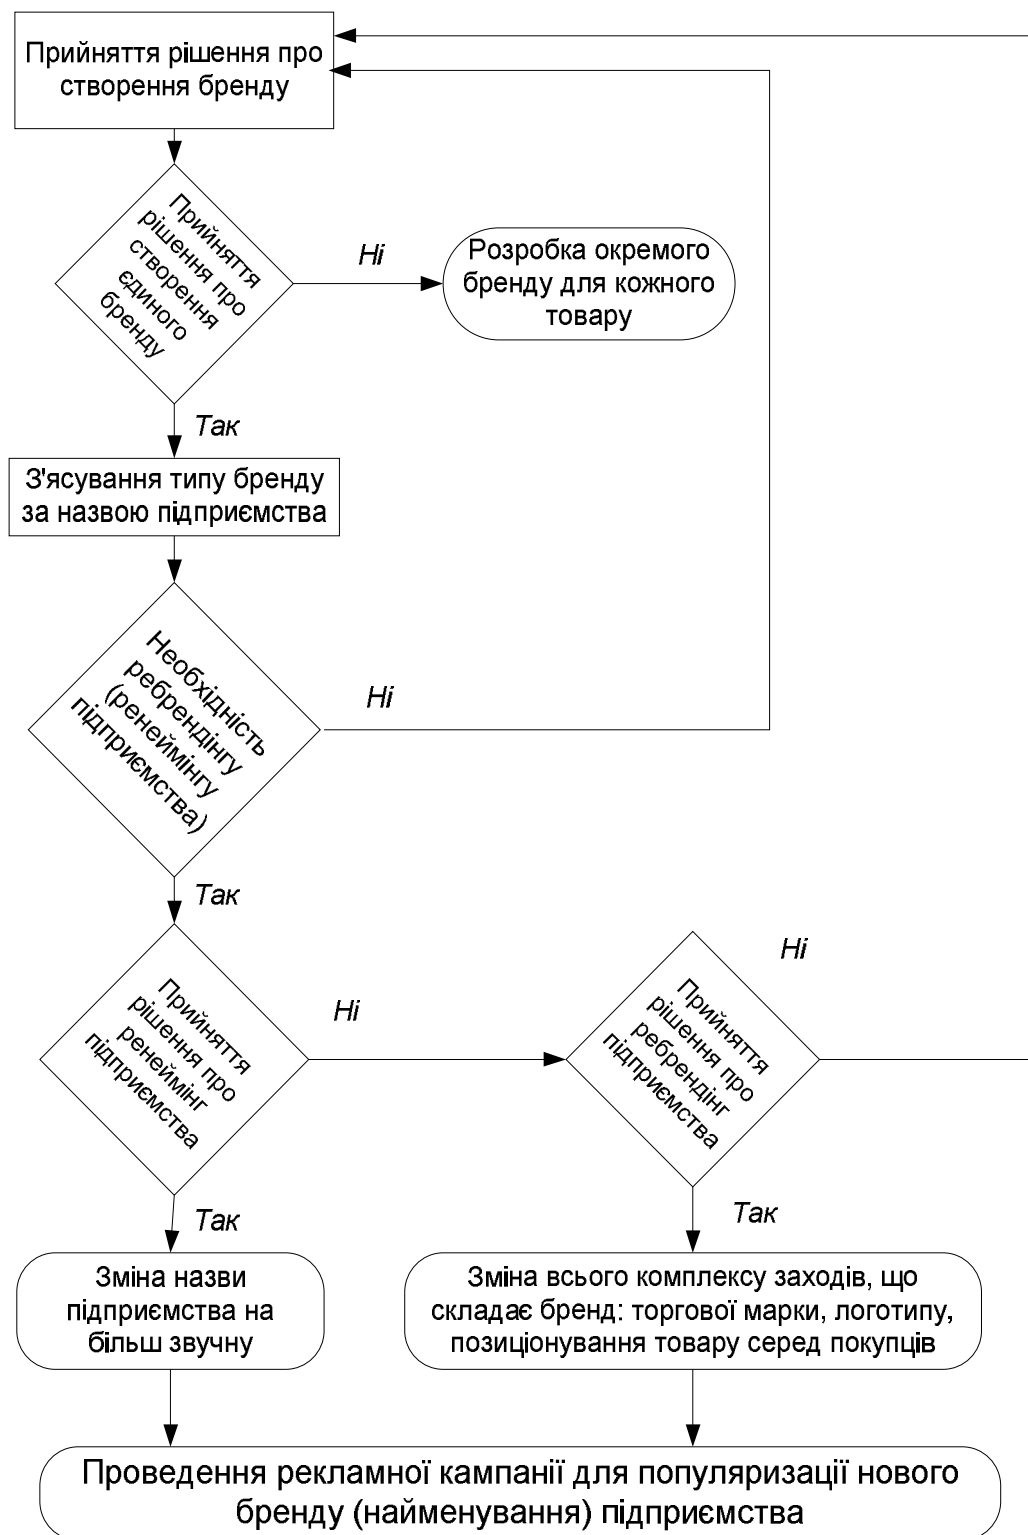 Прийняття рішення про
створення бренду
Прийняття
рішення про
створення
єдиного
бренду
Ні
Розробка окремого
бренду для кожного
товару
Так
З'ясування типу бренду
за назвою підприємства
Необхідність
ребрендінгу
(ренеймінгу
підприємства)
Ні
Так
Прийняття
рішення про
ренеймінг
підприємства
Ні
Прийняття
рішення про
ребрендінг
підприємства
Ні
Так
Так
Зміна назви
підприємства на
більш звучну
Зміна всього комплексу заходів, що
складає бренд: торгової марки, логотипу,
позиціонування товару серед покупців
Проведення рекламної кампанії для популяризації нового
бренду (найменування) підприємства